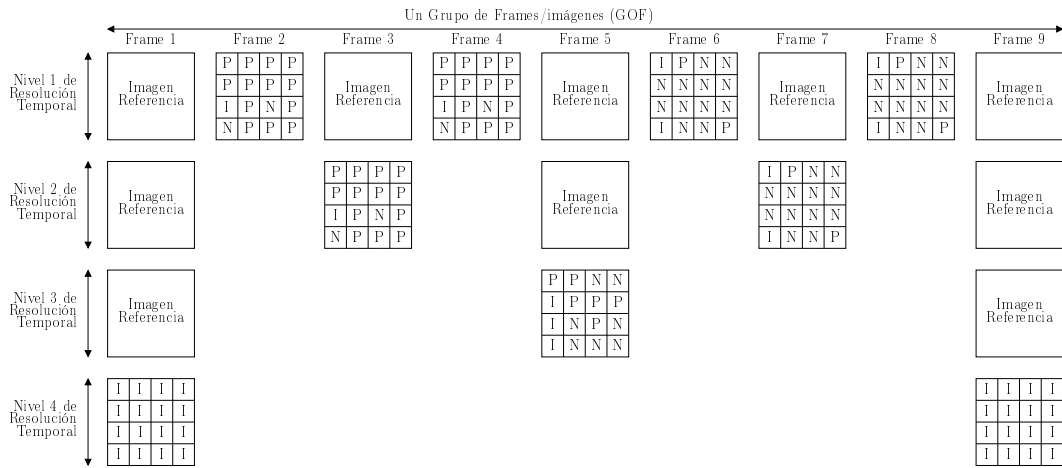 Un Grupo de Frames/imágenes (GOF)
Frame 1 Frame 2 Frame 3 Frame 4 Frame 5 Frame 6 Frame 7 Frame 8 Frame 9
Nivel 1 de
Resolución
Temporal
Imagen
Referencia
P P P P
P P P P
I P N P
N P P P
Imagen
Referencia
P P P P
P P P P
I P N P
N P P P
Imagen
Referencia
I P N N
N N N N
N N N N
I N N P
Imagen
Referencia
I P N N
N N N N
N N N N
I N N P
Imagen
Referencia
Nivel 2 de
Resolución
Temporal
Imagen
Referencia
P P P P
P P P P
I P N P
N P P P
Imagen
Referencia
I P N N
N N N N
N N N N
I N N P
Imagen
Referencia
Nivel 3 de
Resolución
Temporal
Imagen
Referencia
P P N N
I P P P
I N P N
I N N N
Imagen
Referencia
Nivel 4 de
Resolución
Temporal
I I I I
I I I I
I I I I
I I I I
I I I I
I I I I
I I I I
I I I I